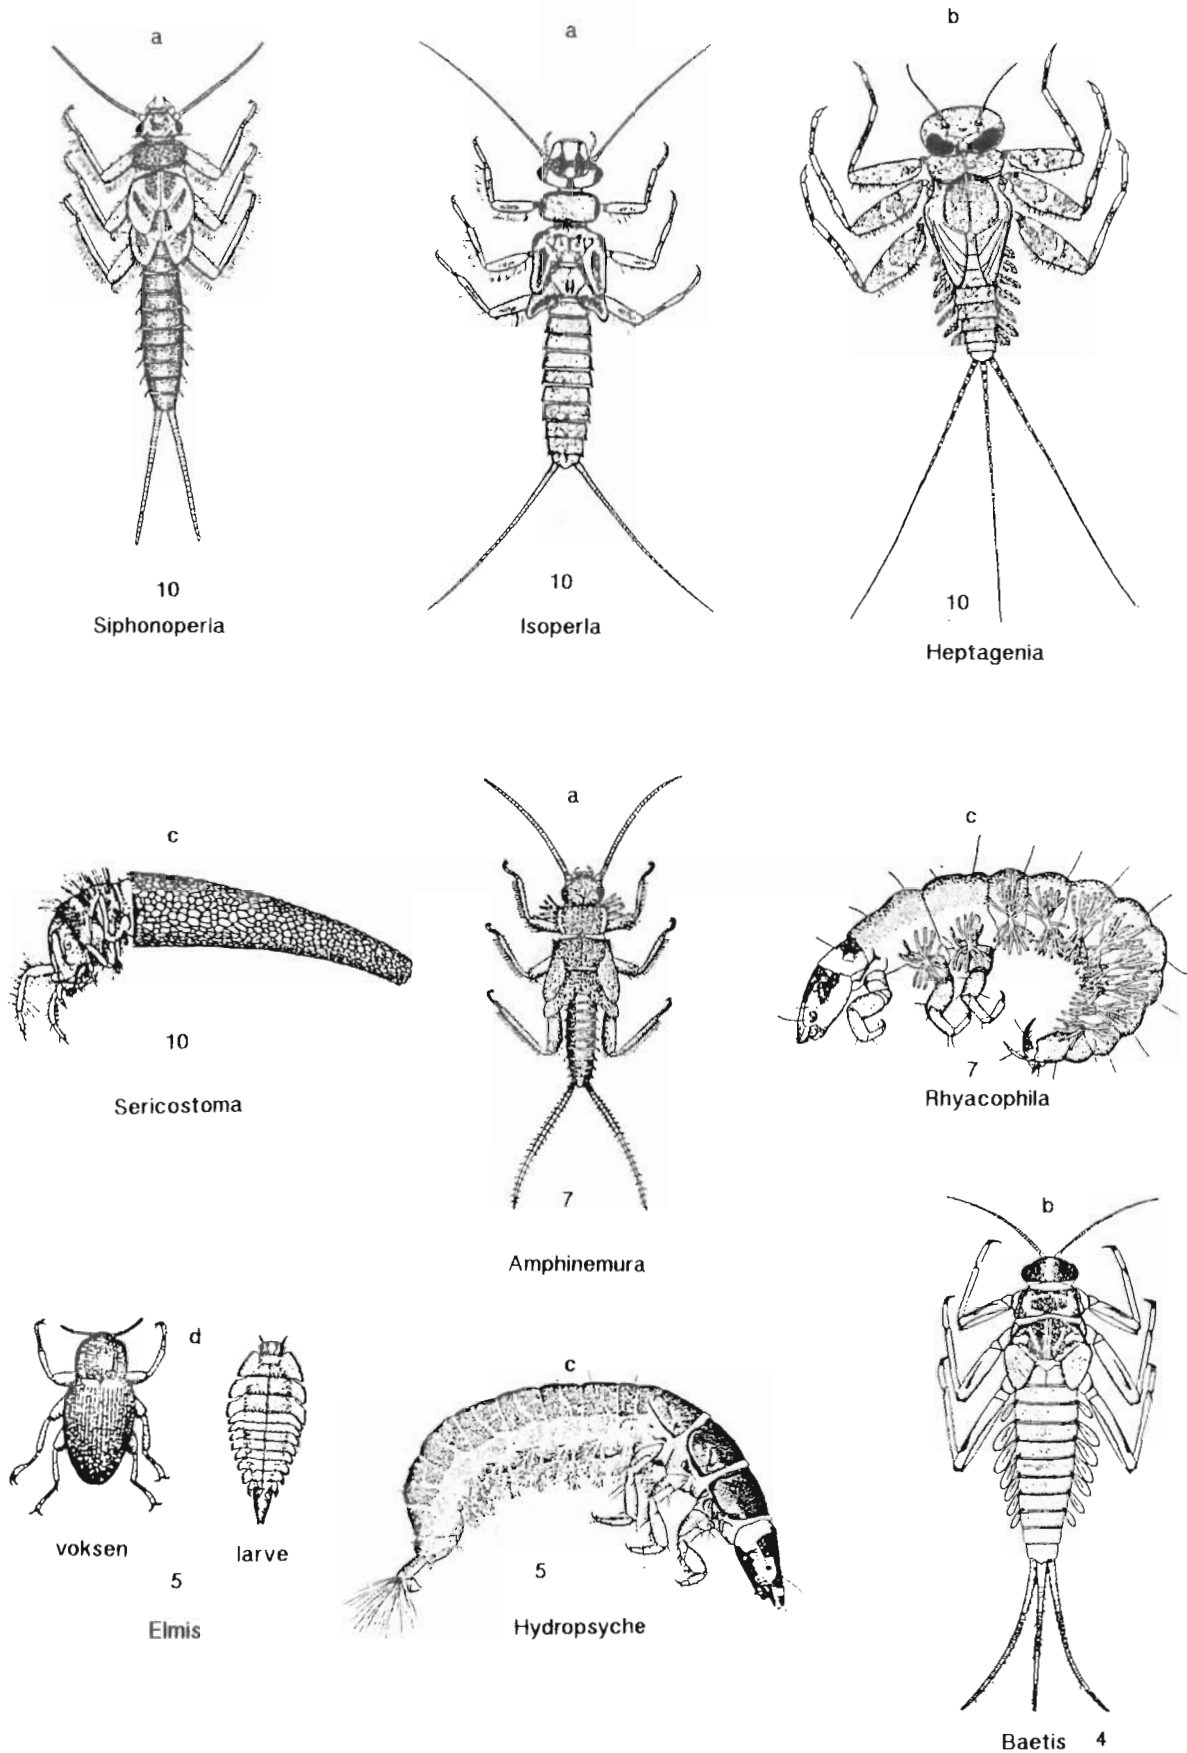 a
a
b
10
Siphonoperla
10
Isoperla
10
Heptagenia
c
10
Sericostoma
a
7
Amphinemura
c
7
Rhyacophila
d
voksen
larve
5
Elmis
c
5
Hydropsyche
b
Baetis 4